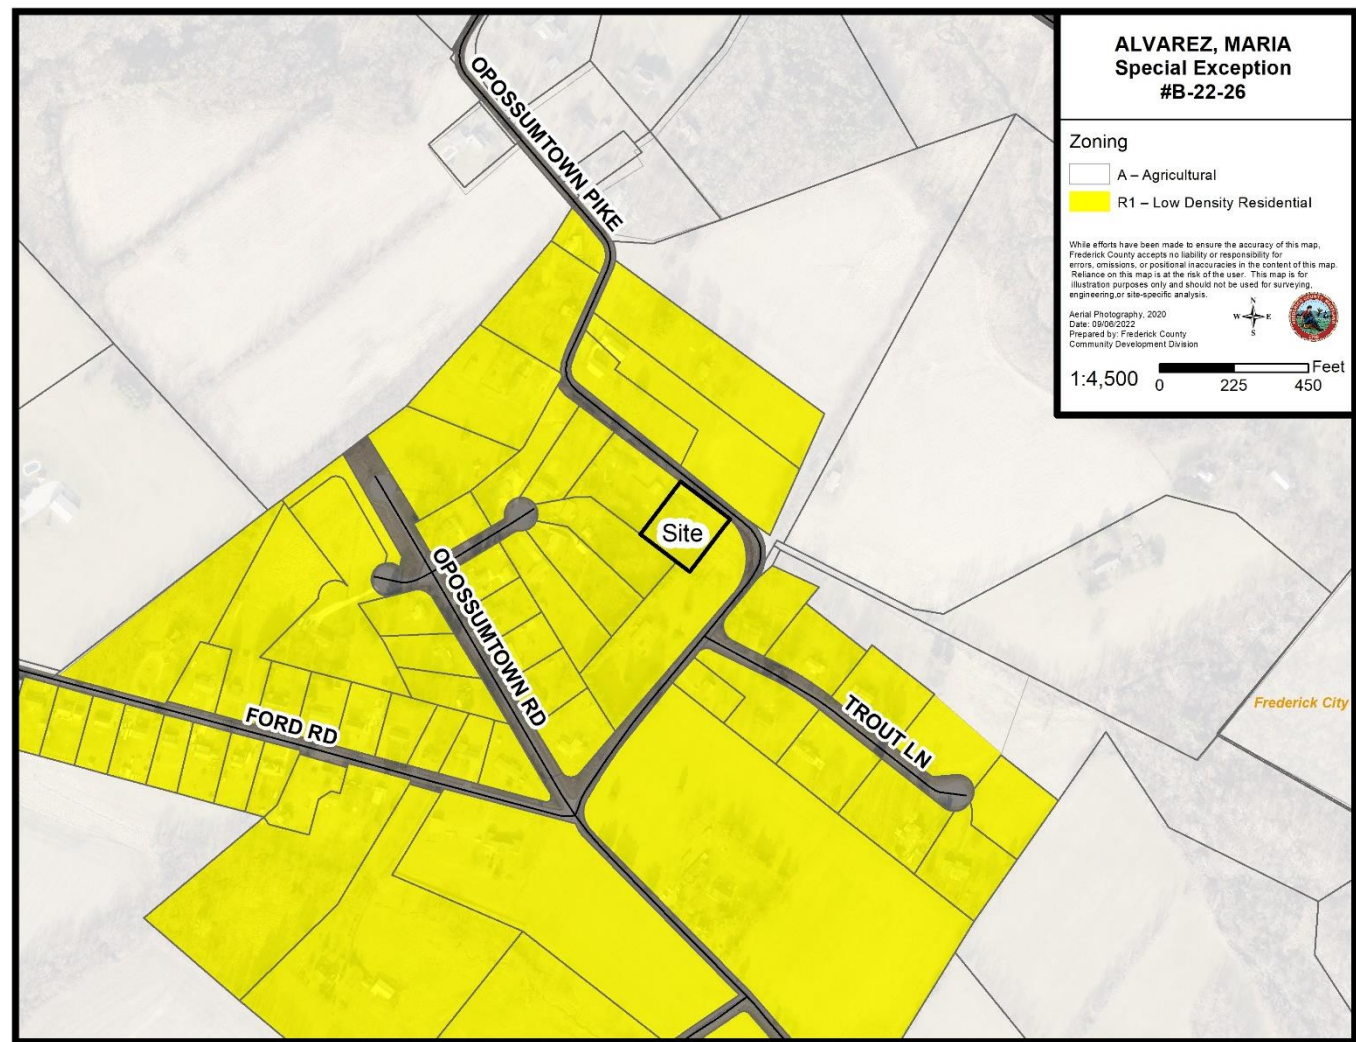 ALVAREZ, MARIA
Special Exception
#B-22-26
Zoning
A – Agricultural
R1 – Low Density Residential
While efforts have been made to ensure the accuracy of this map,
Frederick County accepts no liability or responsibility for
errors, omissions, or positional inaccuracies in the content of this map.
Reliance on this map is at the risk of the user. This map is for
illustration purposes only and should not be used for surveying,
engineering,or site-specific analysis.
Aerial Photography, 2020
Date: 09/06/2022
Prepared by: Frederick County
Community Development Division
N
W E
S
1:4,500
Feet
0 225 450
OPOSSUMTOWN PIKE
Site
OPOSSUMTOWN RD
FORD RD
TROUT LN
Frederick City